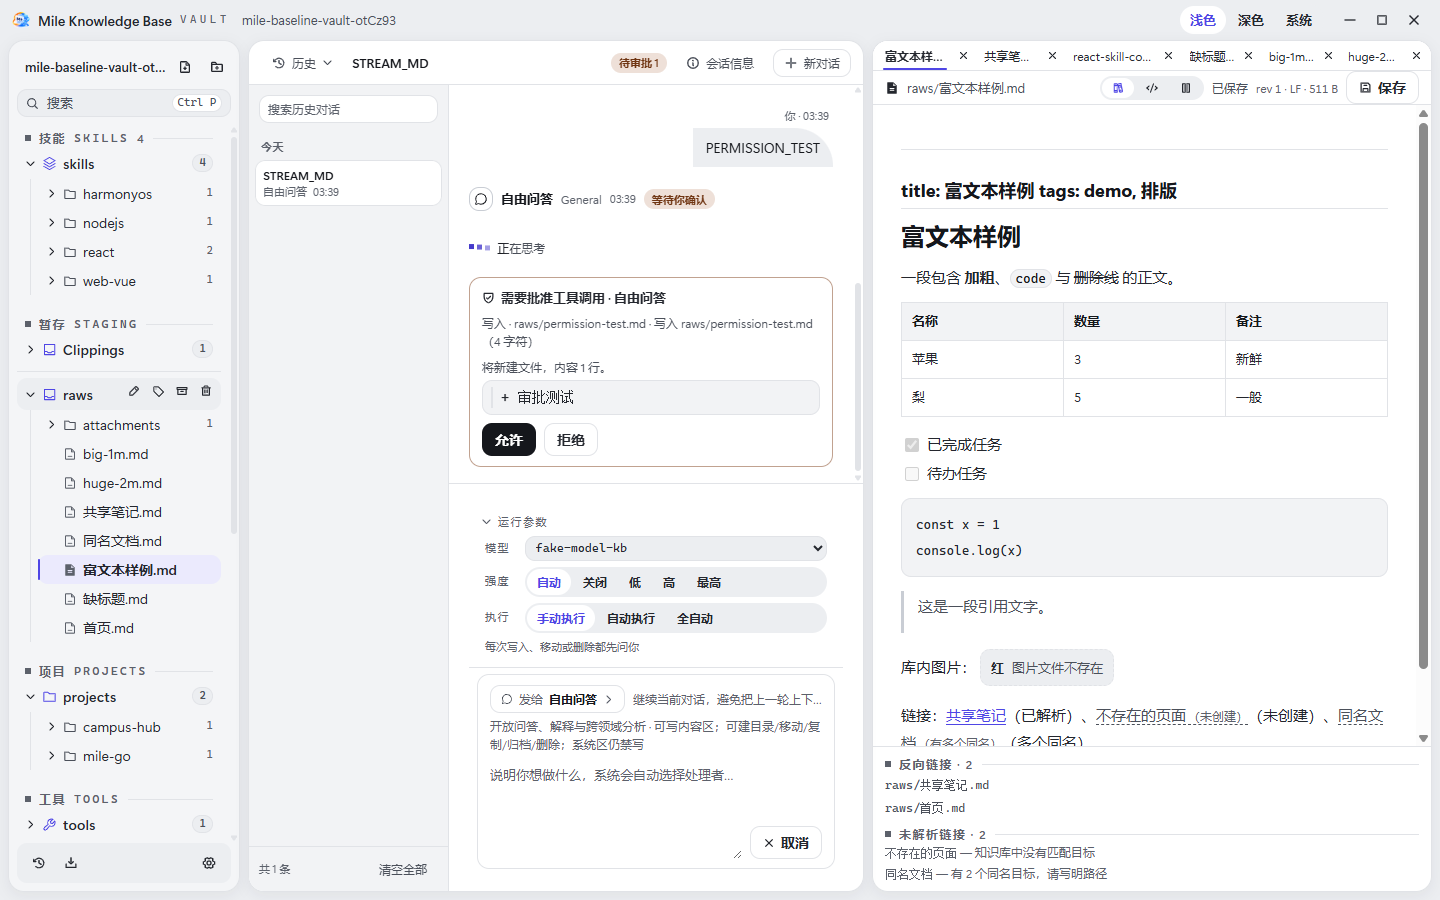 Mile Knowledge Base VAULT mile-baseline-vault-otCz93
浅色 深色 系统
mile-baseline-vault-ot...
搜索 Ctrl P
技能 SKILLS 4
skills 4
harmonyos 1
nodejs 1
react 2
web-vue 1
暂存 STAGING
Clippings 1
raws
attachments 1
big-1m.md
huge-2m.md
共享笔记.md
同名文档.md
富文本样例.md
缺标题.md
首页.md
项目 PROJECTS
projects 2
campus-hub 1
mile-go 1
工具 TOOLS
tools 1
历史 STREAM_MD 待审批 1 会话信息 新对话
搜索历史对话
今天
STREAM_MD
自由问答 03:39
共 1 条 清空全部
你 · 03:39
PERMISSION_TEST
自由问答 General 03:39 等待你确认
正在思考
需要批准工具调用 · 自由问答
写入 · raws/permission-test.md · 写入 raws/permission-test.md
（4 字符）
将新建文件，内容 1 行。
+ 审批测试
允许 拒绝
运行参数
模型 fake-model-kb
强度 自动 关闭 低 高 最高
执行 手动执行 自动执行 全自动
每次写入、移动或删除都先问你
发给 自由问答 继续当前对话，避免把上一轮上下...
开放问答、解释与跨领域分析 · 可写内容区；可建目录/移动/复
制/归档/删除；系统区仍禁写
说明你想做什么，系统会自动选择处理者...
取消
富文本样... 共享笔... react-skill-co... 缺标题... big-1m... huge-2...
raws/富文本样例.md 已保存 rev 1 · LF · 511 B 保存
title: 富文本样例 tags: demo, 排版
富文本样例
一段包含 加粗、code 与 删除线 的正文。
名称 数量 备注
苹果 3 新鲜
梨 5 一般
已完成任务
待办任务
const x = 1
console.log(x)
这是一段引用文字。
库内图片： 红 图片文件不存在
链接：共享笔记（已解析）、不存在的页面（未创建）（未创建）、同名文
档（有多个同名）（多个同名）
反向链接 · 2
raws/共享笔记.md
raws/首页.md
未解析链接 · 2
不存在的页面 — 知识库中没有匹配目标
同名文档 — 有 2 个同名目标，请写明路径